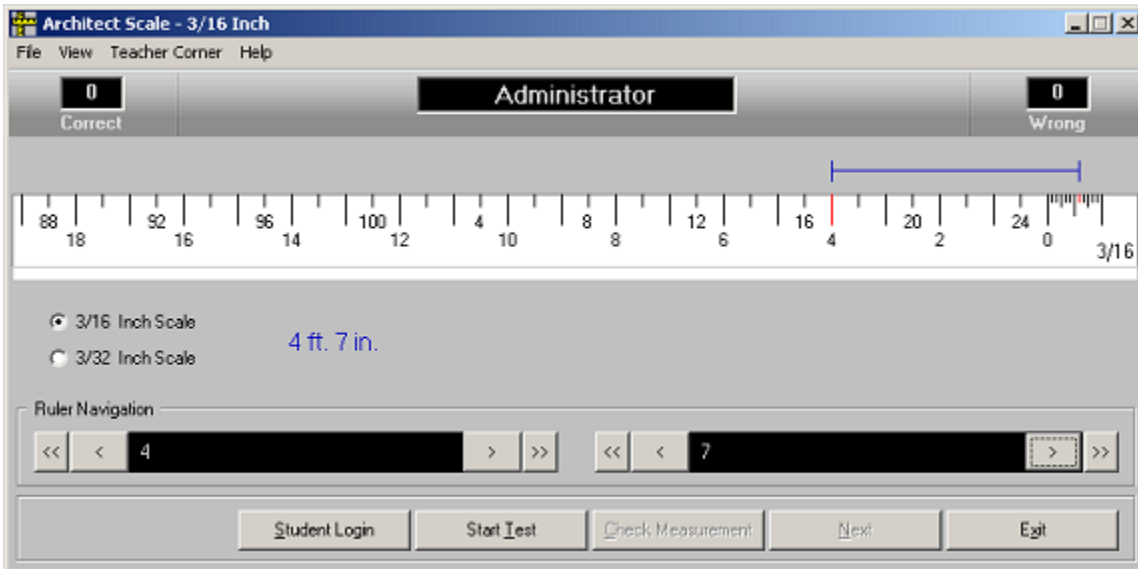 Architect Scale - 3/16 Inch
File View Teacher Corner Help
0 Administrator 0
Correct Wrong
88 92 96 100 4 8 12 16 20 24
18 16 14 12 10 8 6 4 2 0 3/16
3/16 Inch Scale
4 ft. 7 in.
3/32 Inch Scale
Ruler Navigation
<< < 4 > >> << < 7 > >>
Student Login Start Test Check Measurement Next Exit